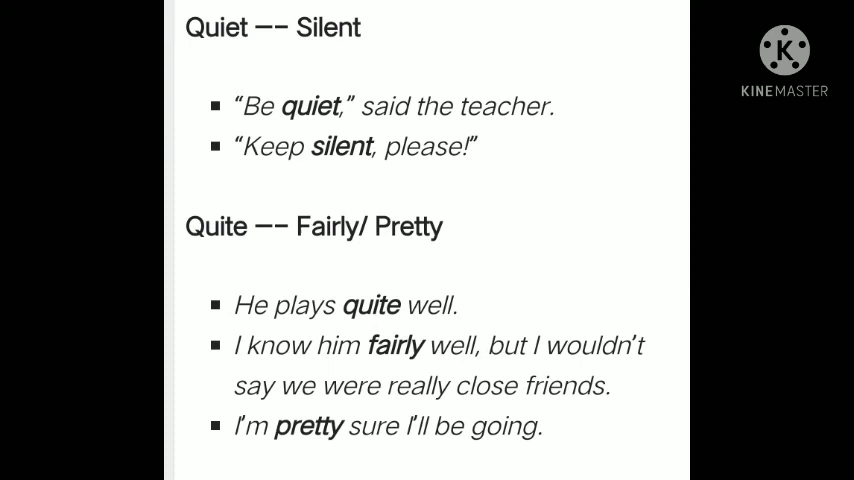 Quiet –– Silent
KINEMASTER
▪ “Be quiet,” said the teacher.
▪ “Keep silent, please!”
Quite –– Fairly/ Pretty
▪ He plays quite well.
▪ I know him fairly well, but I wouldn’t
say we were really close friends.
▪ I’m pretty sure I’ll be going.